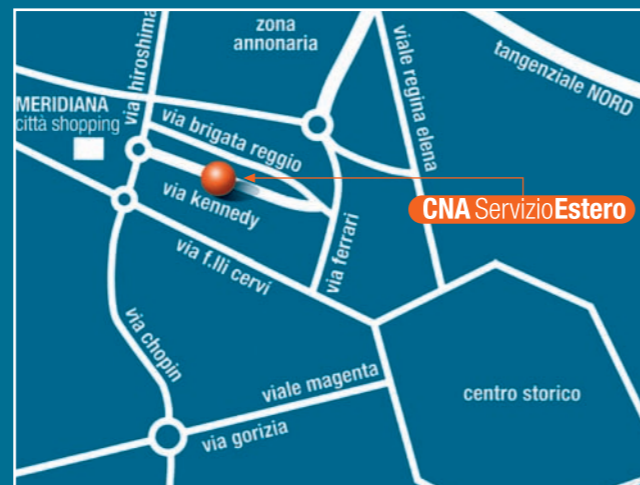 zona
annonaria
tangenziale NORD
viale regina elena
via hiroshima
MERIDIANA
città shopping
via brigata reggio
via kennedy
CNA ServizioEstero
via f.lli cervi
via ferrari
via chopin
viale magenta
centro storico
via gorizia